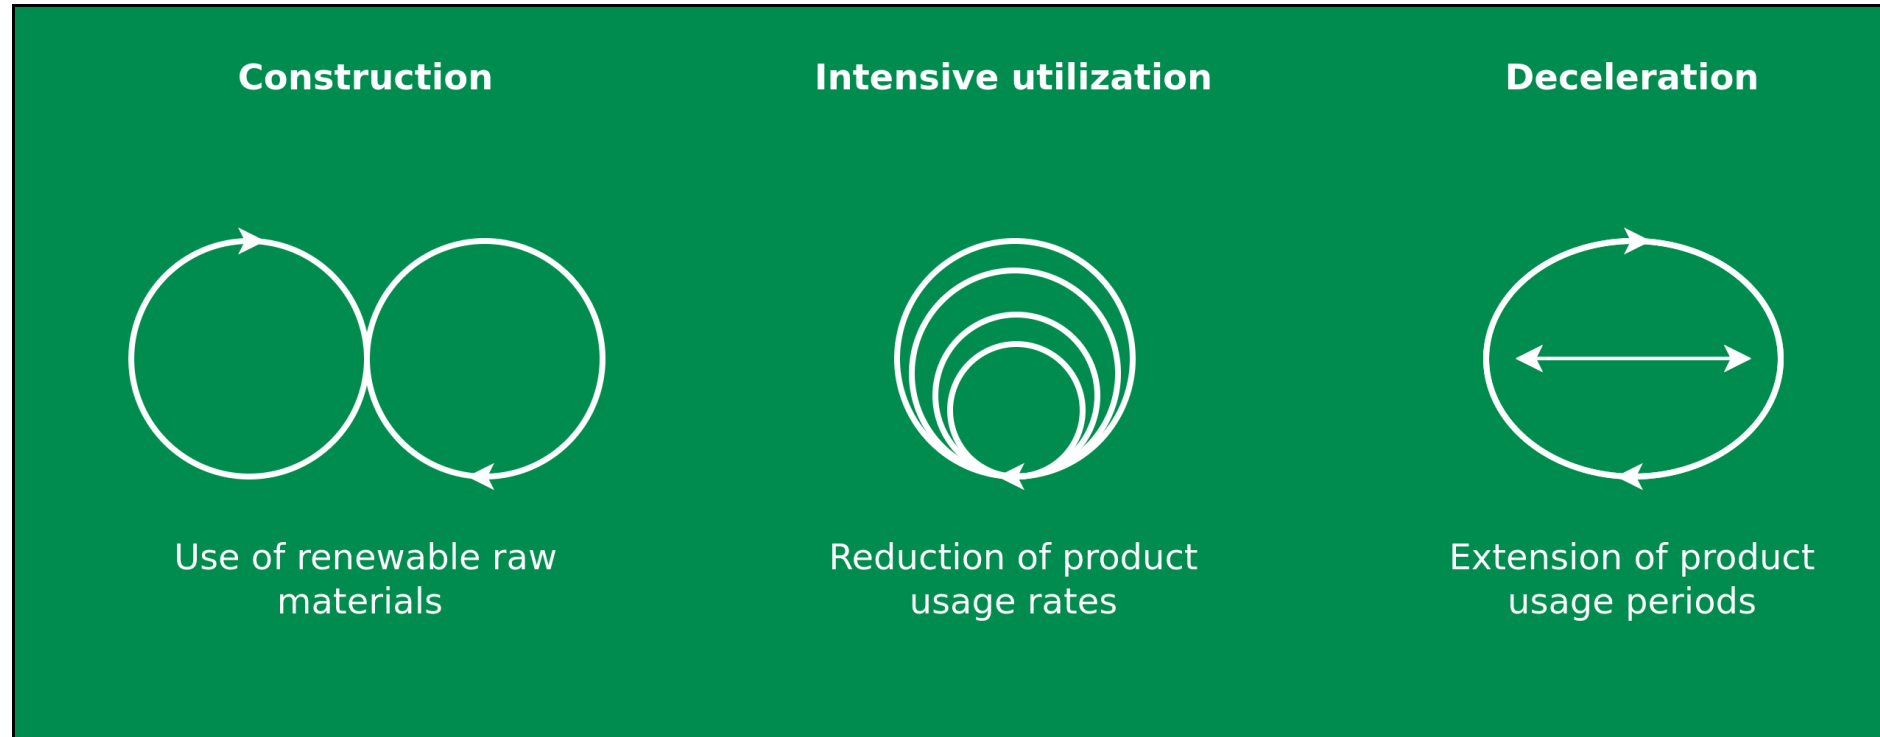 Construction
Intensive utilization
Deceleration
Use of renewable raw
materials
Reduction of product
usage rates
Extension of product
usage periods